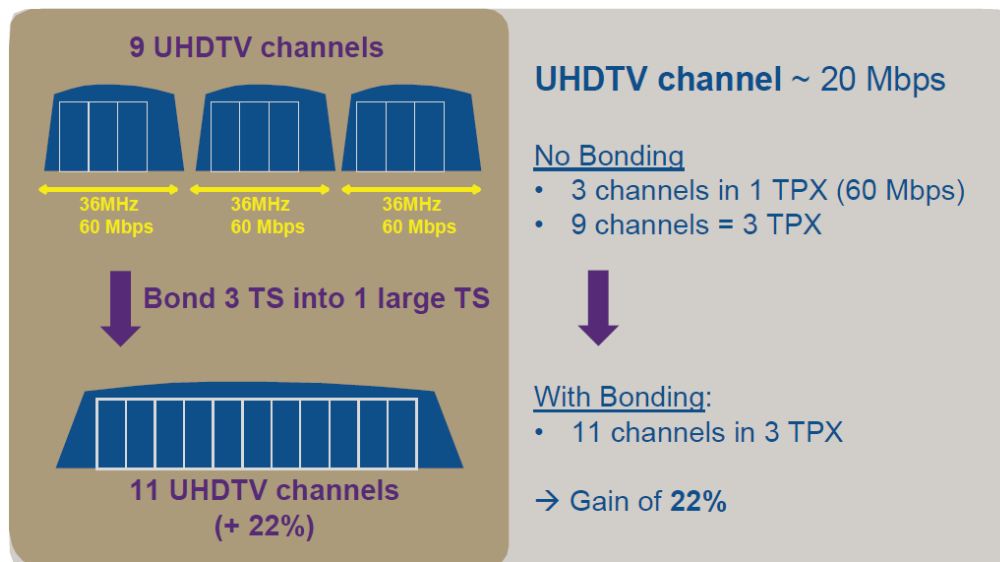 9 UHDTV channels
36MHz
60 Mbps
36MHz
60 Mbps
36MHz
60 Mbps
Bond 3 TS into 1 large TS
11 UHDTV channels
(+ 22%)
UHDTV channel ~ 20 Mbps
No Bonding
• 3 channels in 1 TPX (60 Mbps)
• 9 channels = 3 TPX
With Bonding:
• 11 channels in 3 TPX
→ Gain of 22%